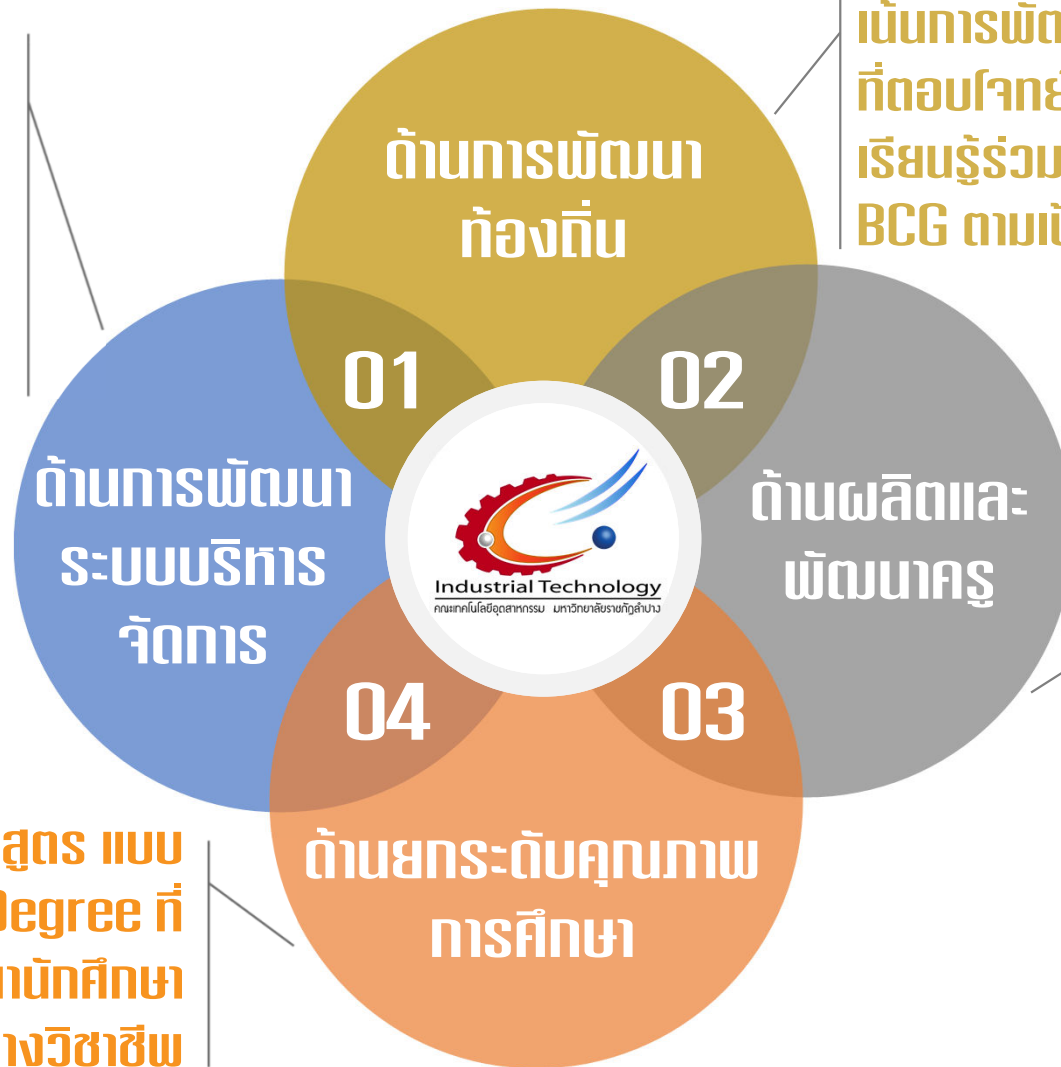 เน้นการพัฒ
ที่ตอบโจทย์
เรียนรู้ร่วม
BCG ตามเป้
ด้านการพัฒนา
ท้องถิ่น
01
02
ด้านการพัฒนา
ระบบบริหาร
จัดการ
Industrial Technology
คณะเทคโนโลยีอุตสาหกรรม มหาวิทยาลัยราชภัฏลำปาง
ด้านผลิตและ
พัฒนาครู
04
03
ด้านยกระดับคุณภาพ
การศึกษา
สูตร แบบ
Degree ที่
านักศึกษา
างวิชาชีพ